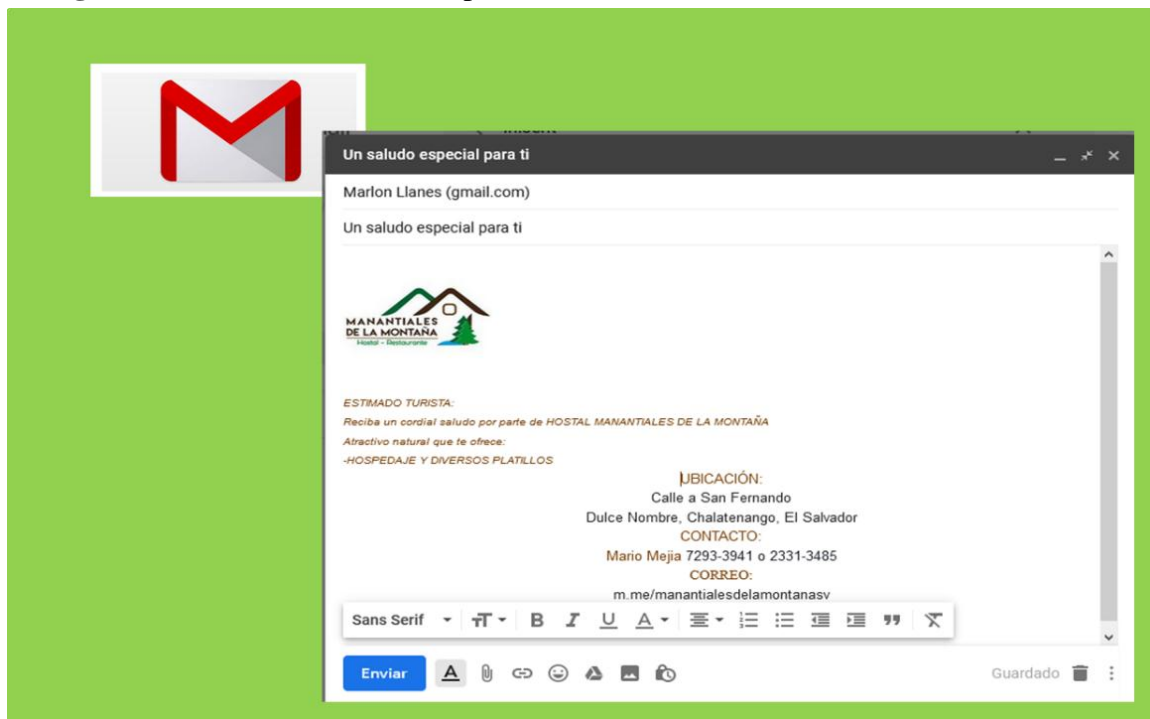 Un saludo especial para ti
Marlon Llanes (gmail.com)
Un saludo especial para ti
MANANTIALES
DE LA MONTAÑA
Hostal - Restaurante
ESTIMADO TURISTA:
Reciba un cordial saludo por parte de HOSTAL MANANTIALES DE LA MONTAÑA
Atractivo natural que te ofrece:
-HOSPEDAJE Y DIVERSOS PLATILLOS
UBICACIÓN:
Calle a San Fernando
Dulce Nombre, Chalatenango, El Salvador
CONTACTO:
Mario Mejia 7293-3941 o 2331-3485
CORREO:
m.me/manantialesdelamontanasv
Sans Serif
Enviar
Guardado